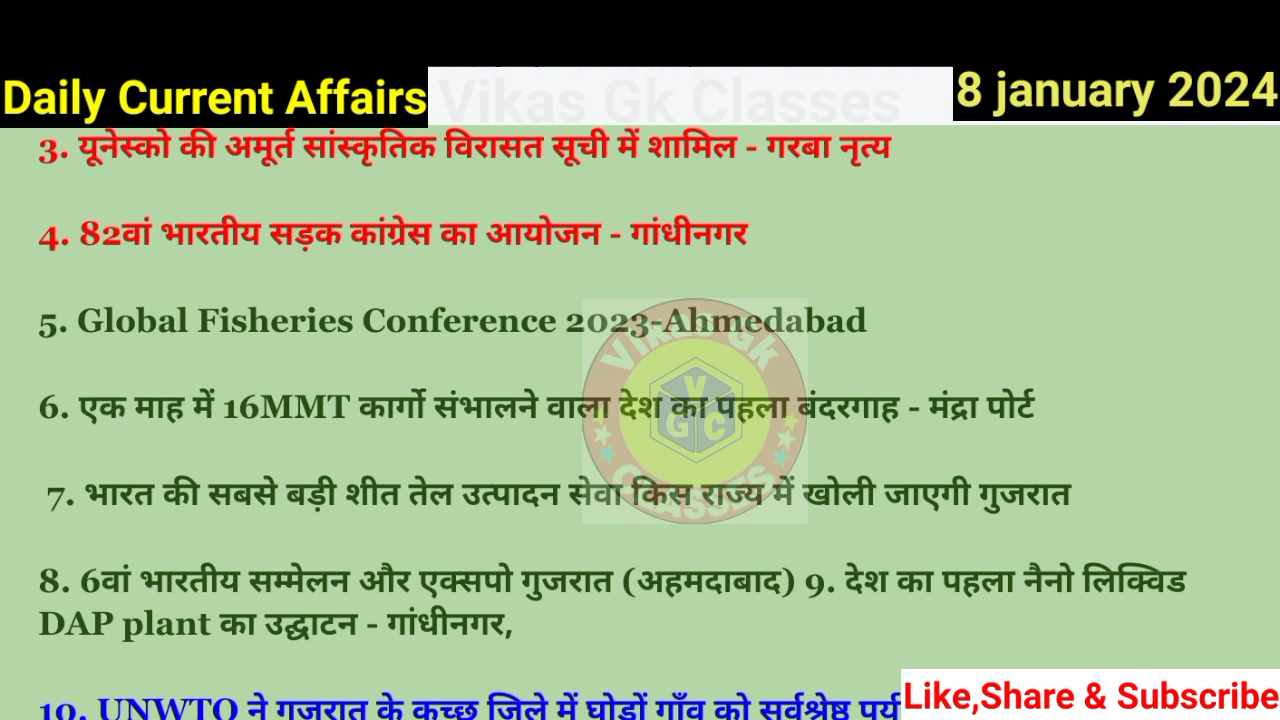 Daily Current Affairs Vikas Gk Classes 8 january 2024
3. यूनेस्को की अमूर्त सांस्कृतिक विरासत सूची में शामिल - गरबा नृत्य
4. 82वां भारतीय सड़क कांग्रेस का आयोजन - गांधीनगर
5. Global Fisheries Conference 2023-Ahmedabad
6. एक माह में 16MMT कार्गो संभालने वाला देश का पहला बंदरगाह - मंद्रा पोर्ट
7. भारत की सबसे बड़ी शीत तेल उत्पादन सेवा किस राज्य में खोली जाएगी गुजरात
VIKAS GK
V
G C
CLASSES
8. 6वां भारतीय सम्मेलन और एक्सपो गुजरात (अहमदाबाद) 9. देश का पहला नैनो लिक्विड
DAP plant का उद्घाटन - गांधीनगर,
10. UNWTO ने गुजरात के कच्छ जिले में घोड़ों गाँव को सर्वश्रेष्ठ
Like,Share & Subscribe